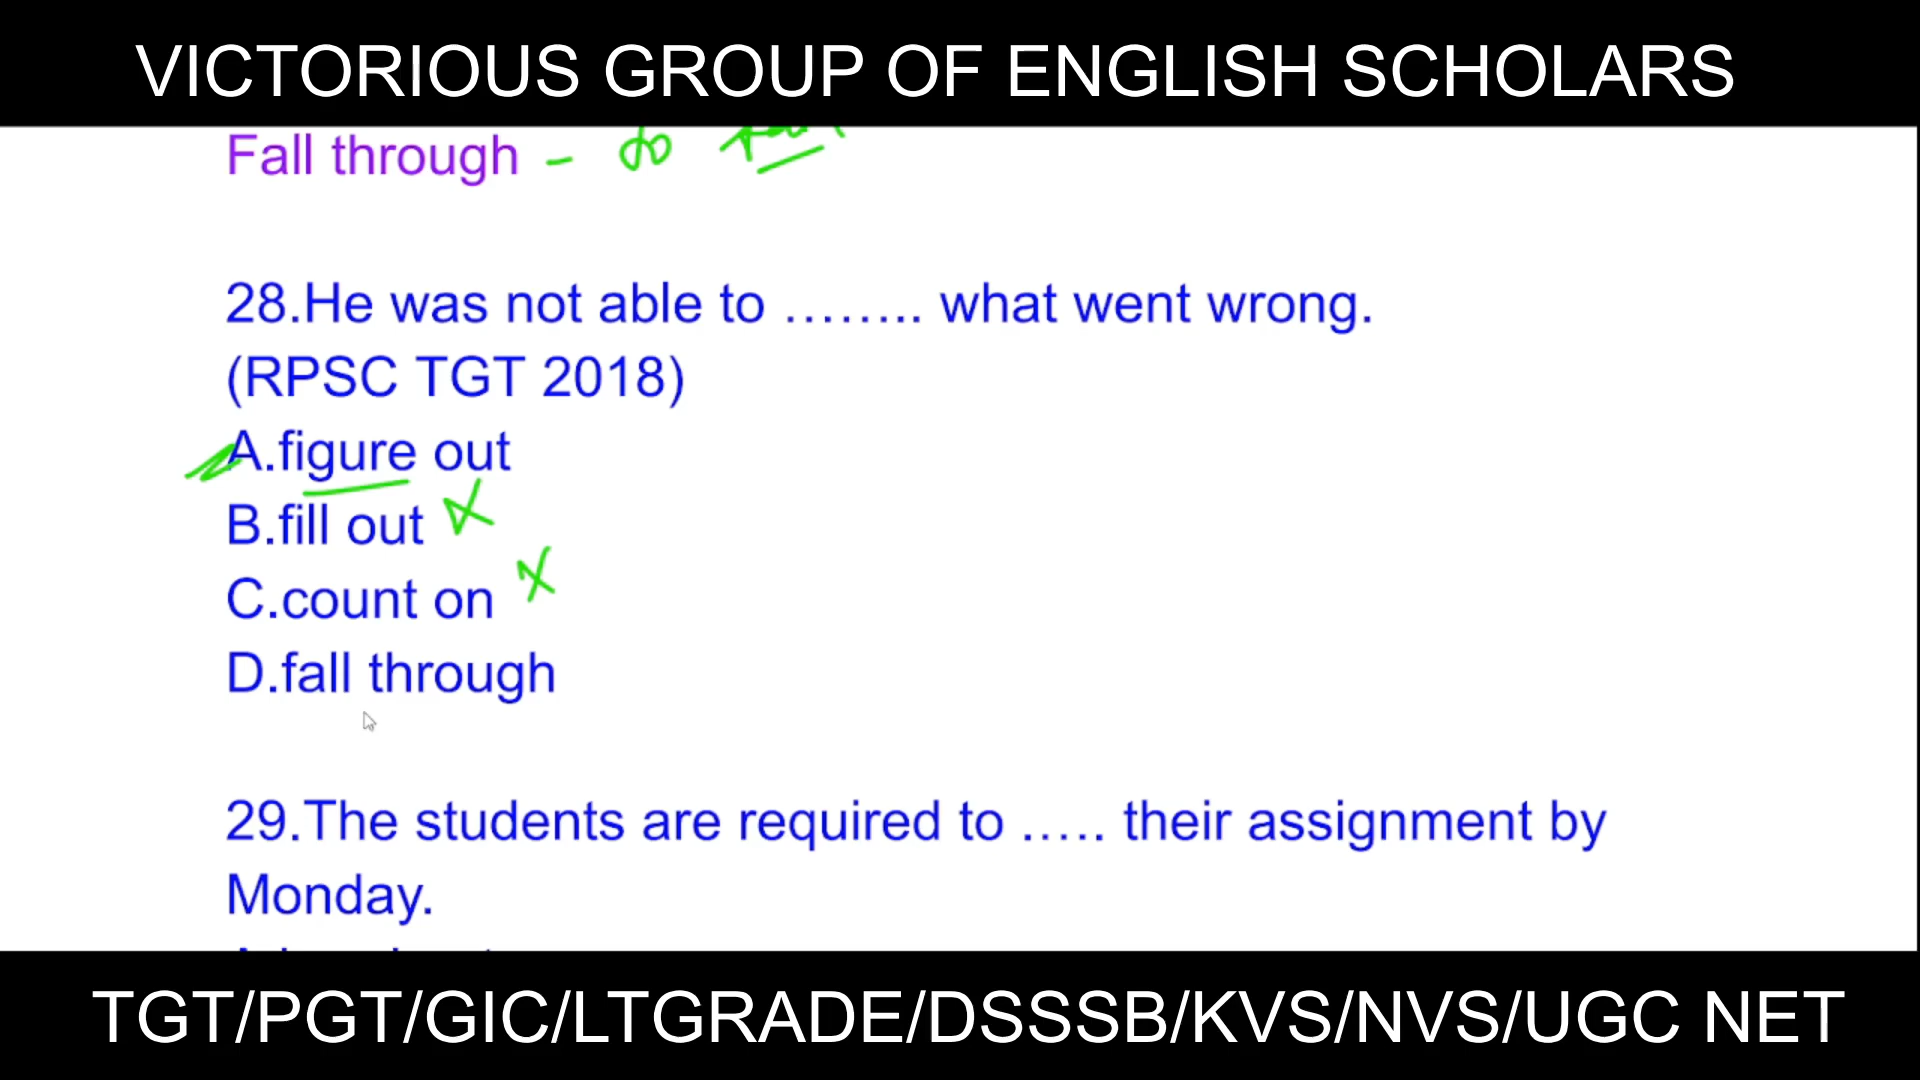 VICTORIOUS GROUP OF ENGLISH SCHOLARS
Fall through - to
28.He was not able to …….. what went wrong.
(RPSC TGT 2018)
A.figure out
B.fill out
C.count on
D.fall through
29.The students are required to ….. their assignment by
Monday.
TGT/PGT/GIC/LTGRADE/DSSSB/KVS/NVS/UGC NET